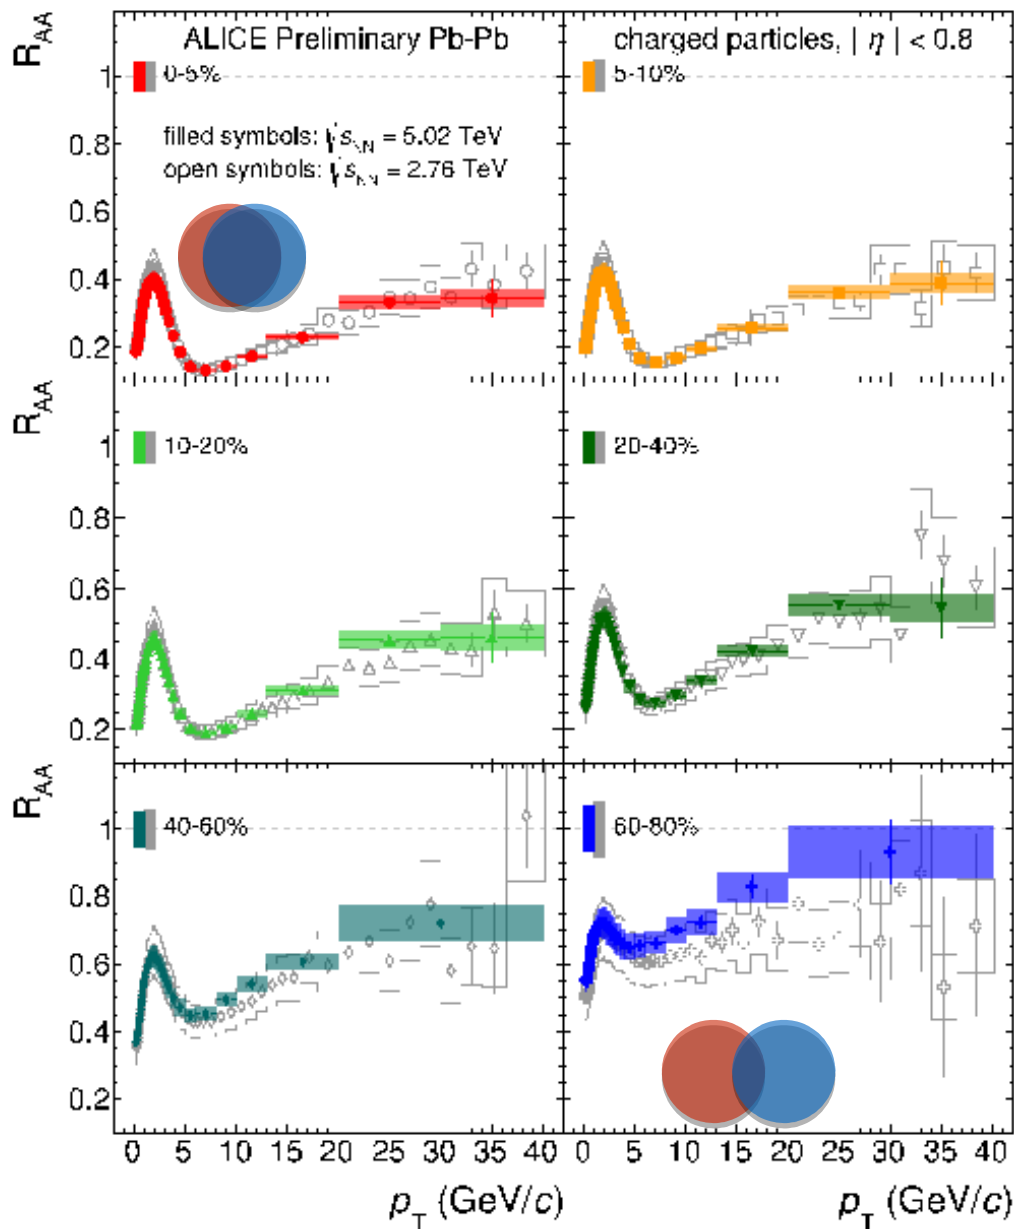 ALICE Preliminary Pb-Pb
charged particles, | η | < 0.8
R_AA
1
0.8
0.6
0.4
0.2
0-5%
filled symbols: √s_NN = 5.02 TeV
open symbols: √s_NN = 2.76 TeV
5-10%
R_AA
1
0.8
0.6
0.4
0.2
10-20%
20-40%
R_AA
1
0.8
0.6
0.4
0.2
40-60%
60-80%
0 5 10 15 20 25 30 35 40
0 5 10 15 20 25 30 35 40
p_T (GeV/c)
p_T (GeV/c)